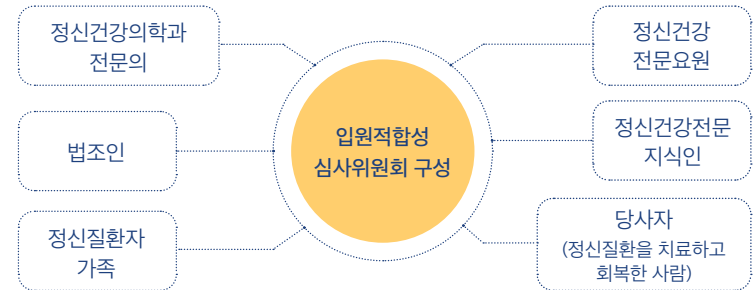 정신건강의학과
전문의
법조인
정신질환자
가족
입원적합성
심사위원회 구성
정신건강
전문요원
정신건강전문
지식인
당사자
(정신질환을 치료하고
회복한 사람)